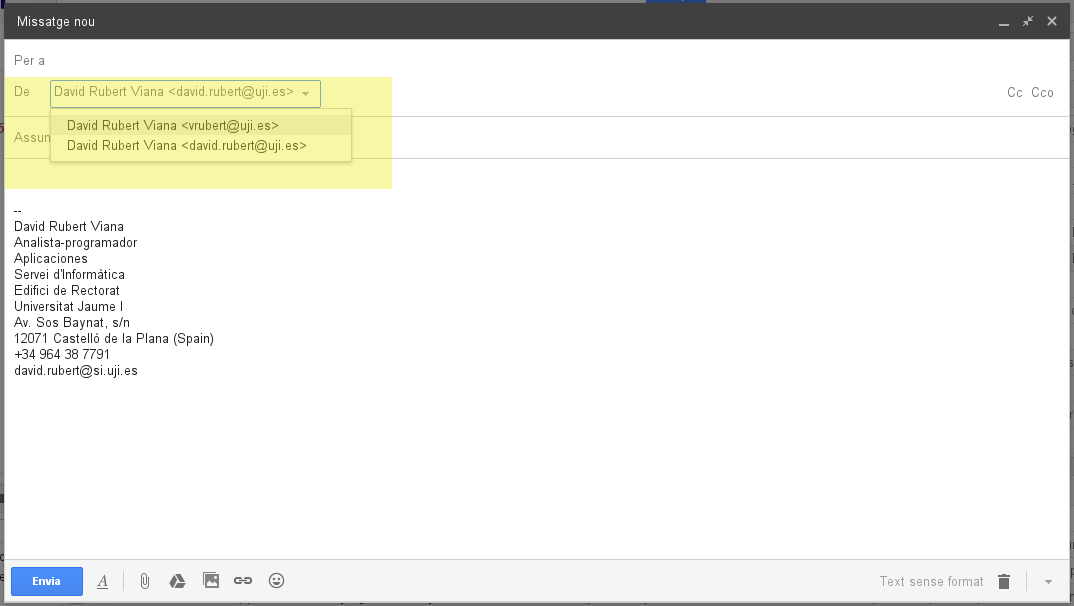 Missatge nou
Per a
De David Rubert Viana <david.rubert@uji.es> Cc Cco
David Rubert Viana <vrubert@uji.es>
Assun
David Rubert Viana <david.rubert@uji.es>
--
David Rubert Viana
Analista-programador
Aplicaciones
Servei d'Informàtica
Edifici de Rectorat
Universitat Jaume I
Av. Sos Baynat, s/n
12071 Castelló de la Plana (Spain)
+34 964 38 7791
david.rubert@si.uji.es
Envia A Text sense format